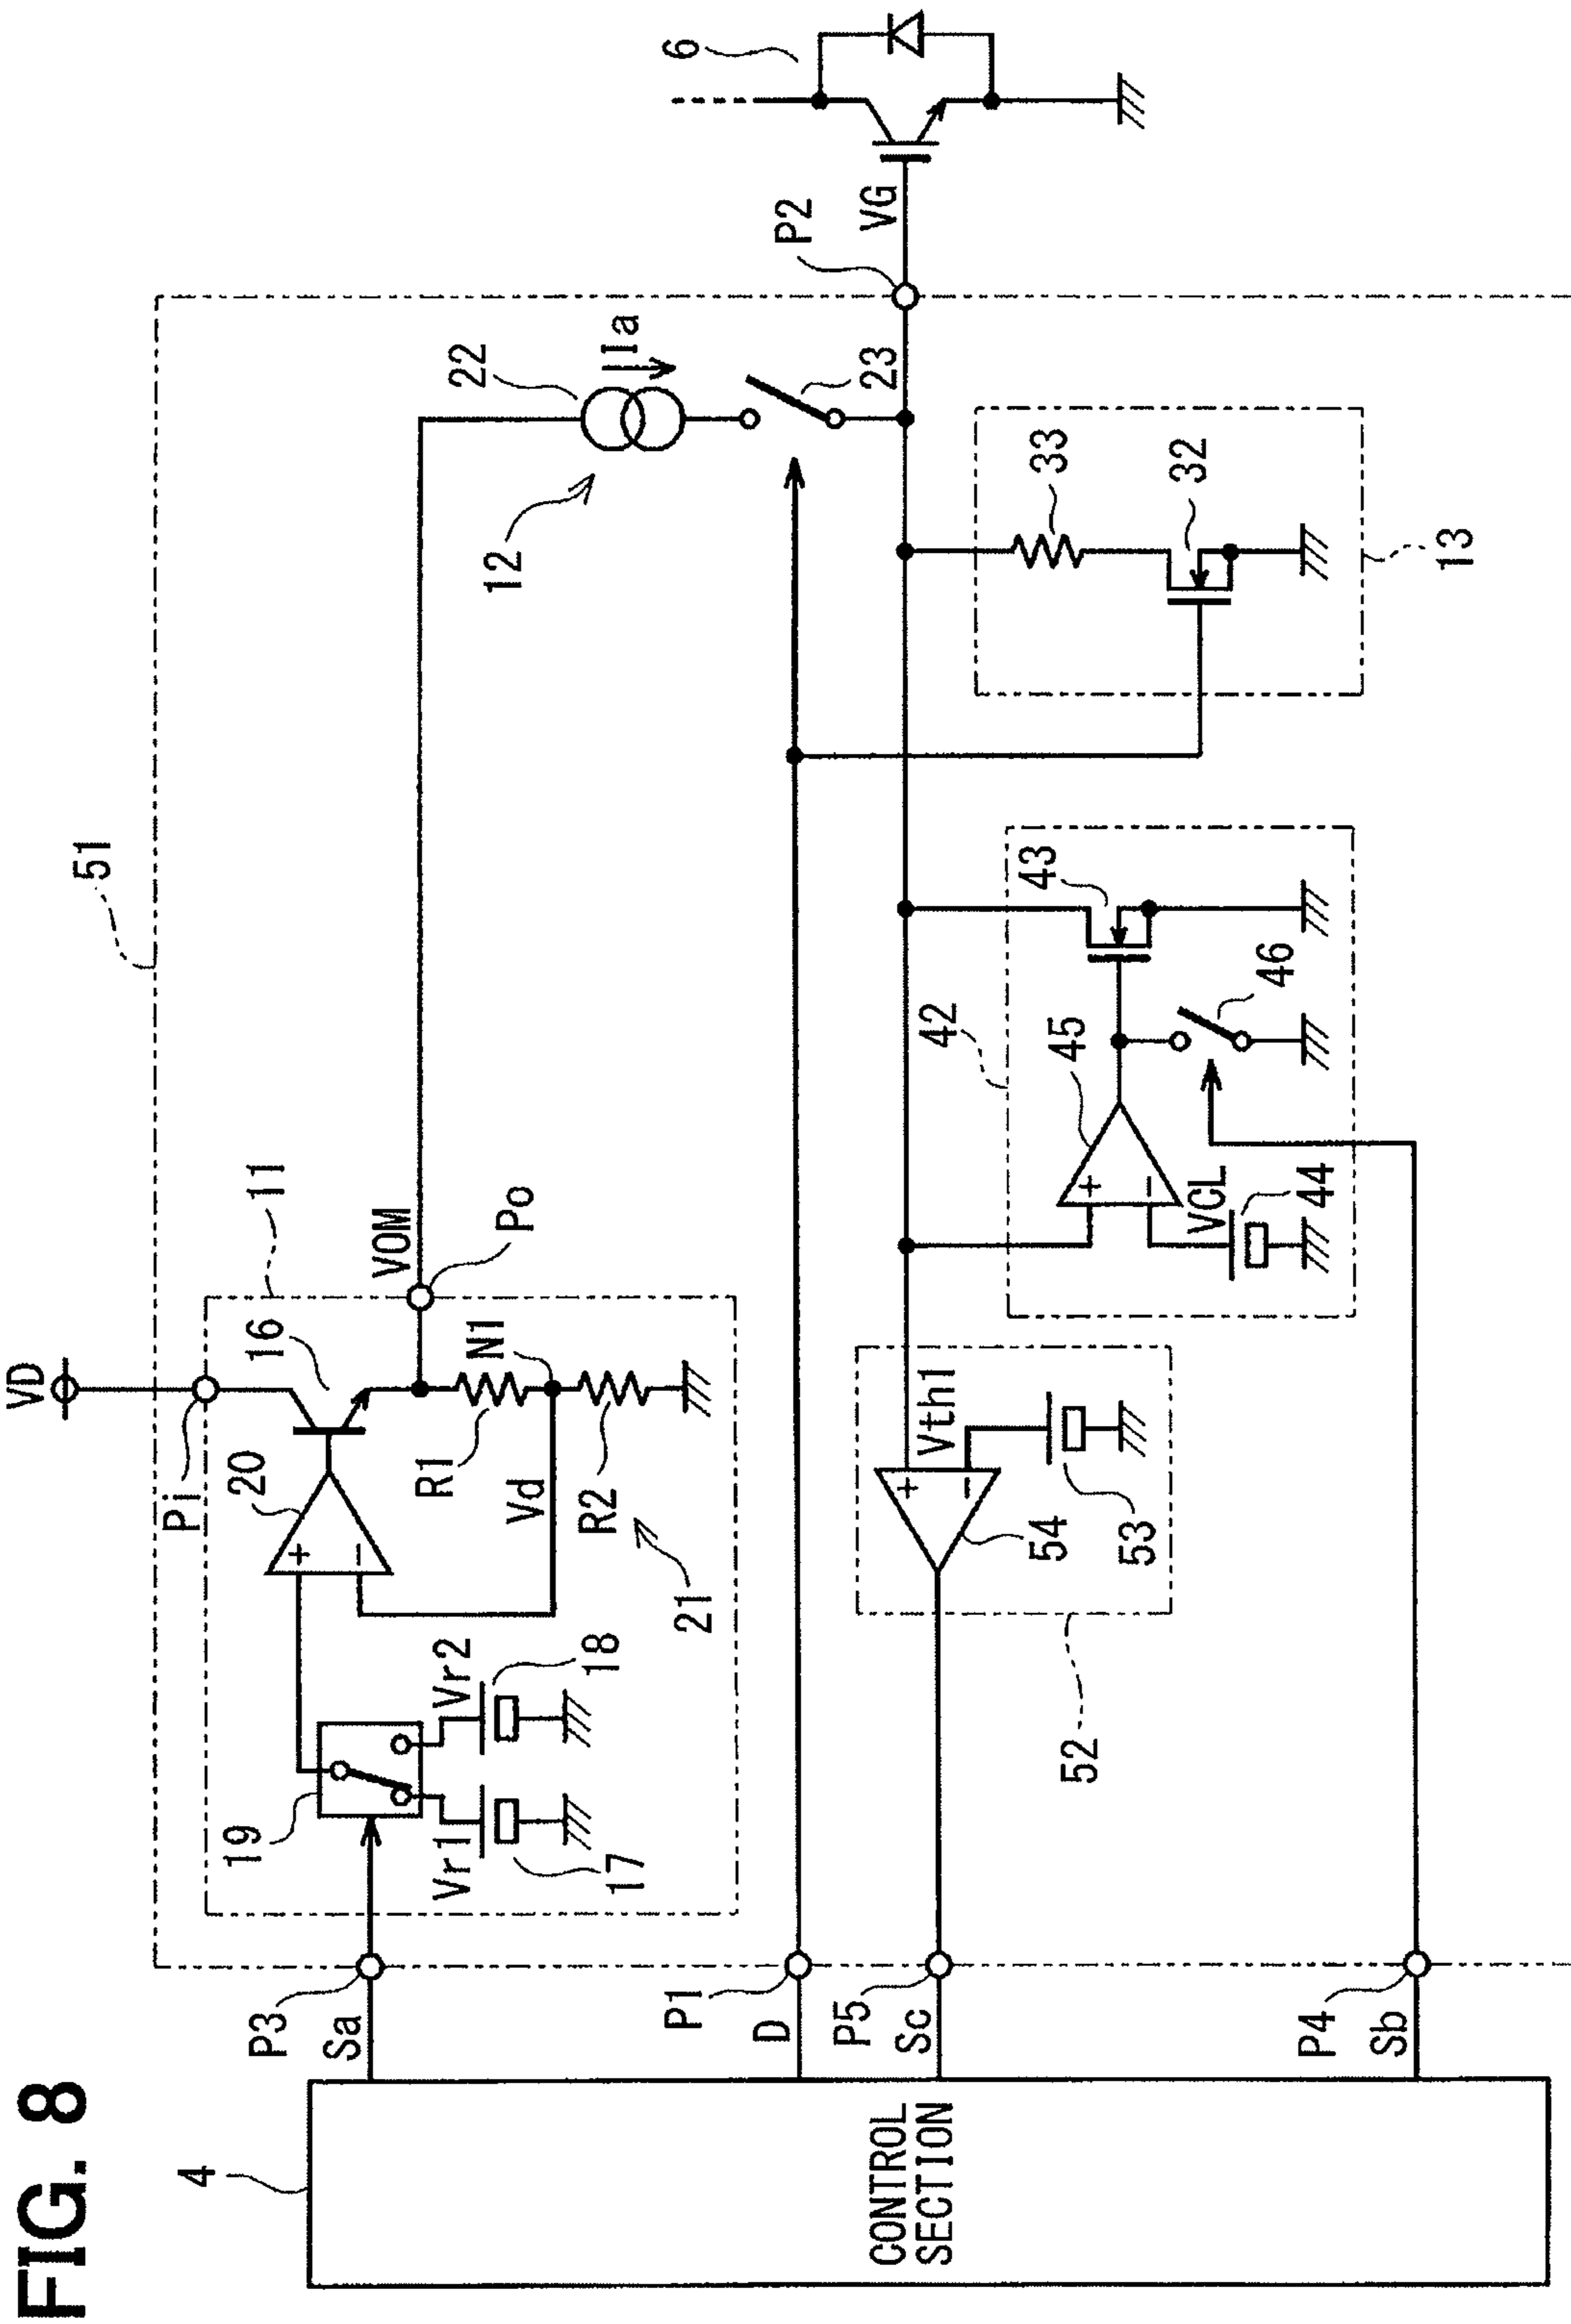 FIG. 8
51
VD
Pi
11
16
20
VOM
Po
R1
N1
Vd
R2
21
19
Vr1
Vr2
17
18
22
IIa
12
23
P2
VG
6
P3
Sa
P1
D
P5
Sc
P4
Sb
4
CONTROL
SECTION
Vth1
54
53
52
42
45
43
46
VCL
44
33
32
13
+
−
+
−
+
−